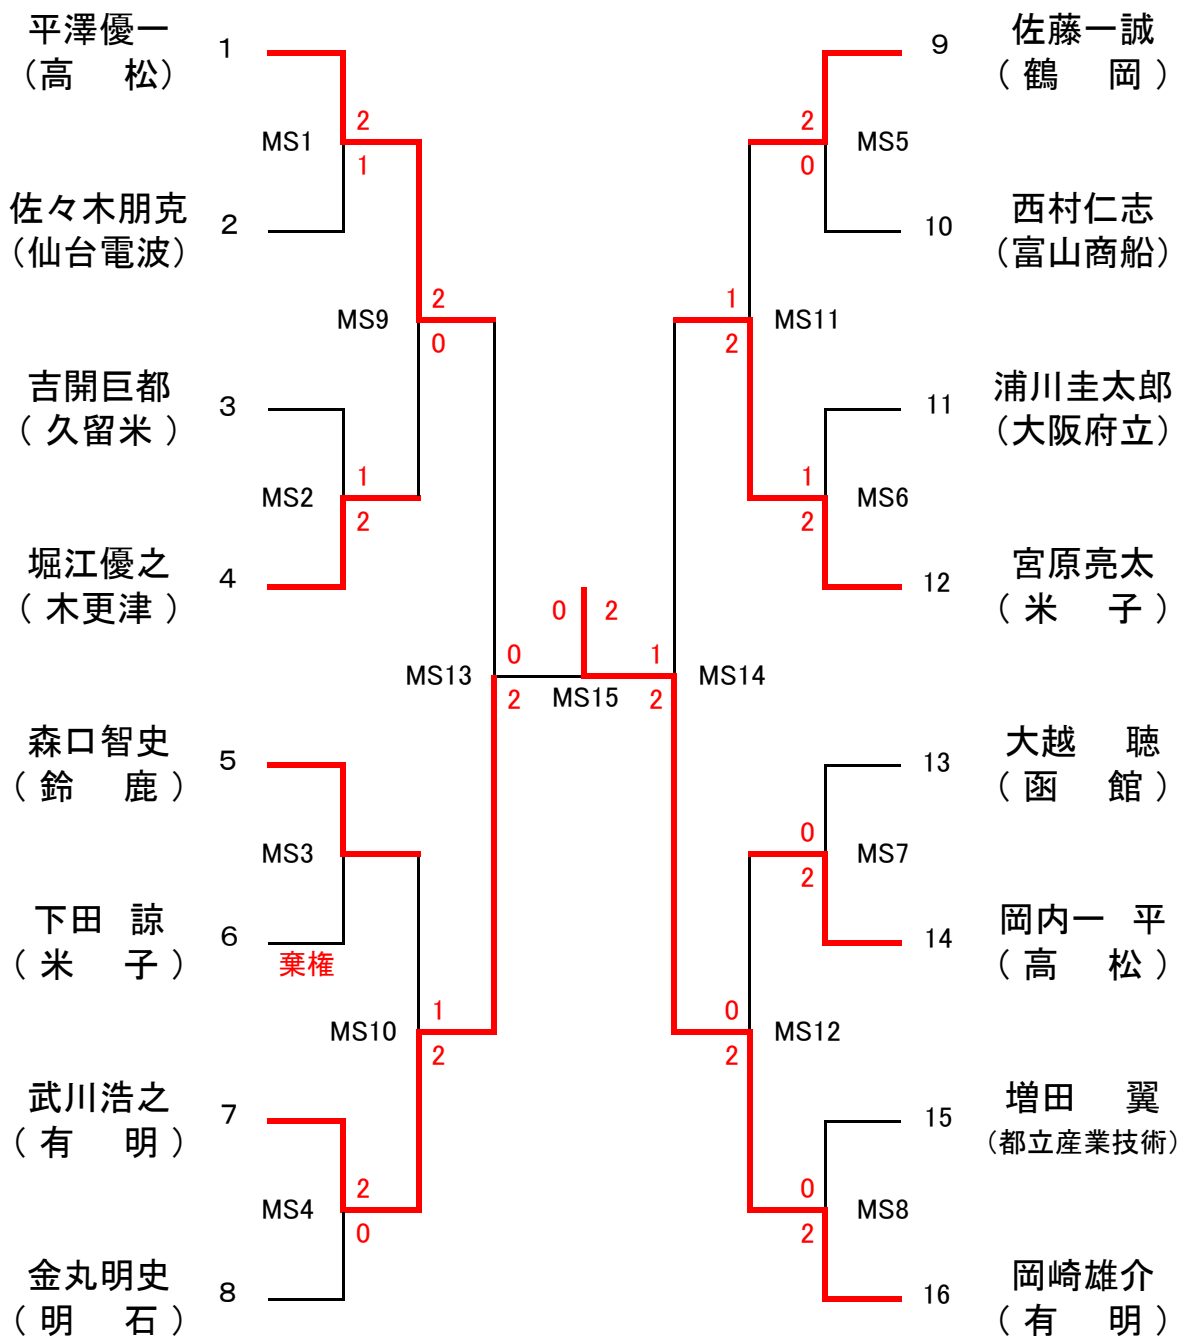 平澤優一
(高 松)
1
2
MS1
1
佐々木朋克
(仙台電波)
2
2
MS9
0
吉開巨都
(久留米)
3
1
MS2
2
堀江優之
(木更津)
4
0 2
0
MS13
2
MS15
森口智史
(鈴 鹿)
5
MS3
下田 諒
(米 子)
6
棄権
1
MS10
2
武川浩之
(有 明)
7
2
MS4
0
金丸明史
(明 石)
8
佐藤一誠
(鶴 岡)
9
2
MS5
0
西村仁志
(富山商船)
10
1
MS11
2
浦川圭太郎
(大阪府立)
11
1
MS6
2
宮原亮太
(米 子)
12
1
MS14
2
大越 聴
(函 館)
13
0
MS7
2
岡内一 平
(高 松)
14
0
MS12
2
増田 翼
(都立産業技術)
15
0
MS8
2
岡崎雄介
(有 明)
16